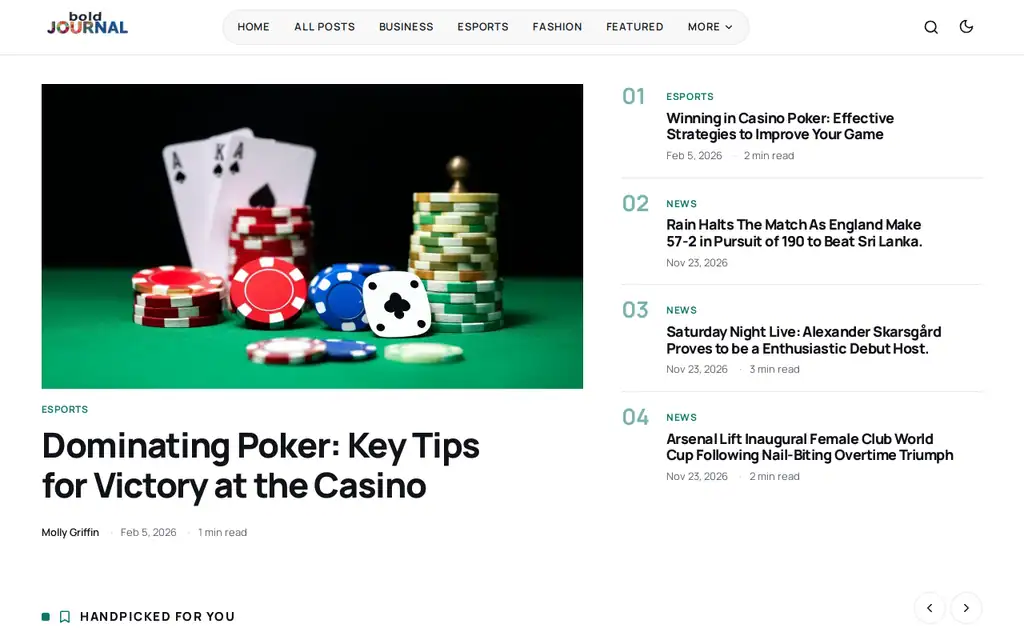 bold
JOURNAL
HOME ALL POSTS BUSINESS ESPORTS FASHION FEATURED MORE
A K A
ESPORTS
Dominating Poker: Key Tips
for Victory at the Casino
Molly Griffin · Feb 5, 2026 · 1 min read
01
ESPORTS
Winning in Casino Poker: Effective
Strategies to Improve Your Game
Feb 5, 2026 · 2 min read
02
NEWS
Rain Halts The Match As England Make
57-2 in Pursuit of 190 to Beat Sri Lanka.
Nov 23, 2026
03
NEWS
Saturday Night Live: Alexander Skarsgård
Proves to be a Enthusiastic Debut Host.
Nov 23, 2026 · 3 min read
04
NEWS
Arsenal Lift Inaugural Female Club World
Cup Following Nail-Biting Overtime Triumph
Nov 23, 2026 · 2 min read
HANDPICKED FOR YOU